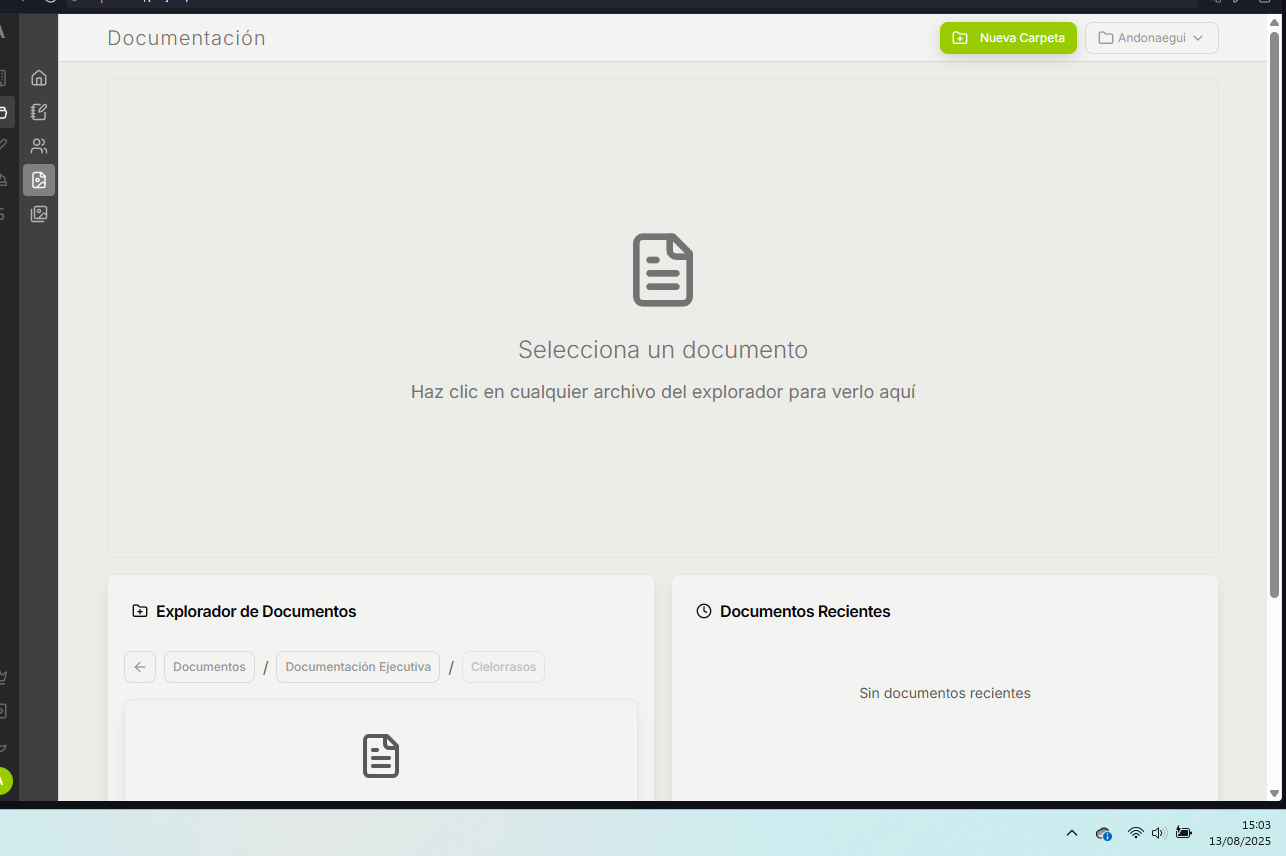 Documentación
Nueva Carpeta
Andonaegui
Selecciona un documento
Haz clic en cualquier archivo del explorador para verlo aquí
Explorador de Documentos
Documentos / Documentación Ejecutiva / Cielorrasos
Documentos Recientes
Sin documentos recientes
15:03
13/08/2025